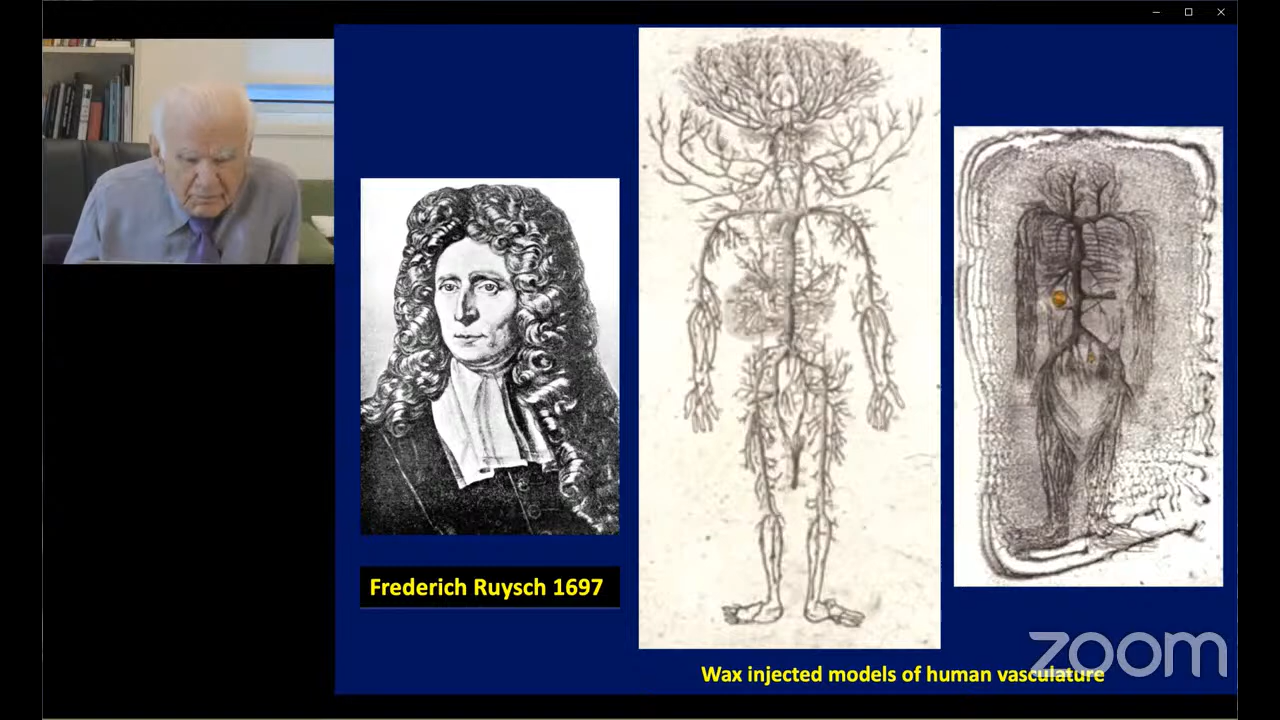 Frederich Ruysch 1697
Wax injected models of human vasculature
zoom